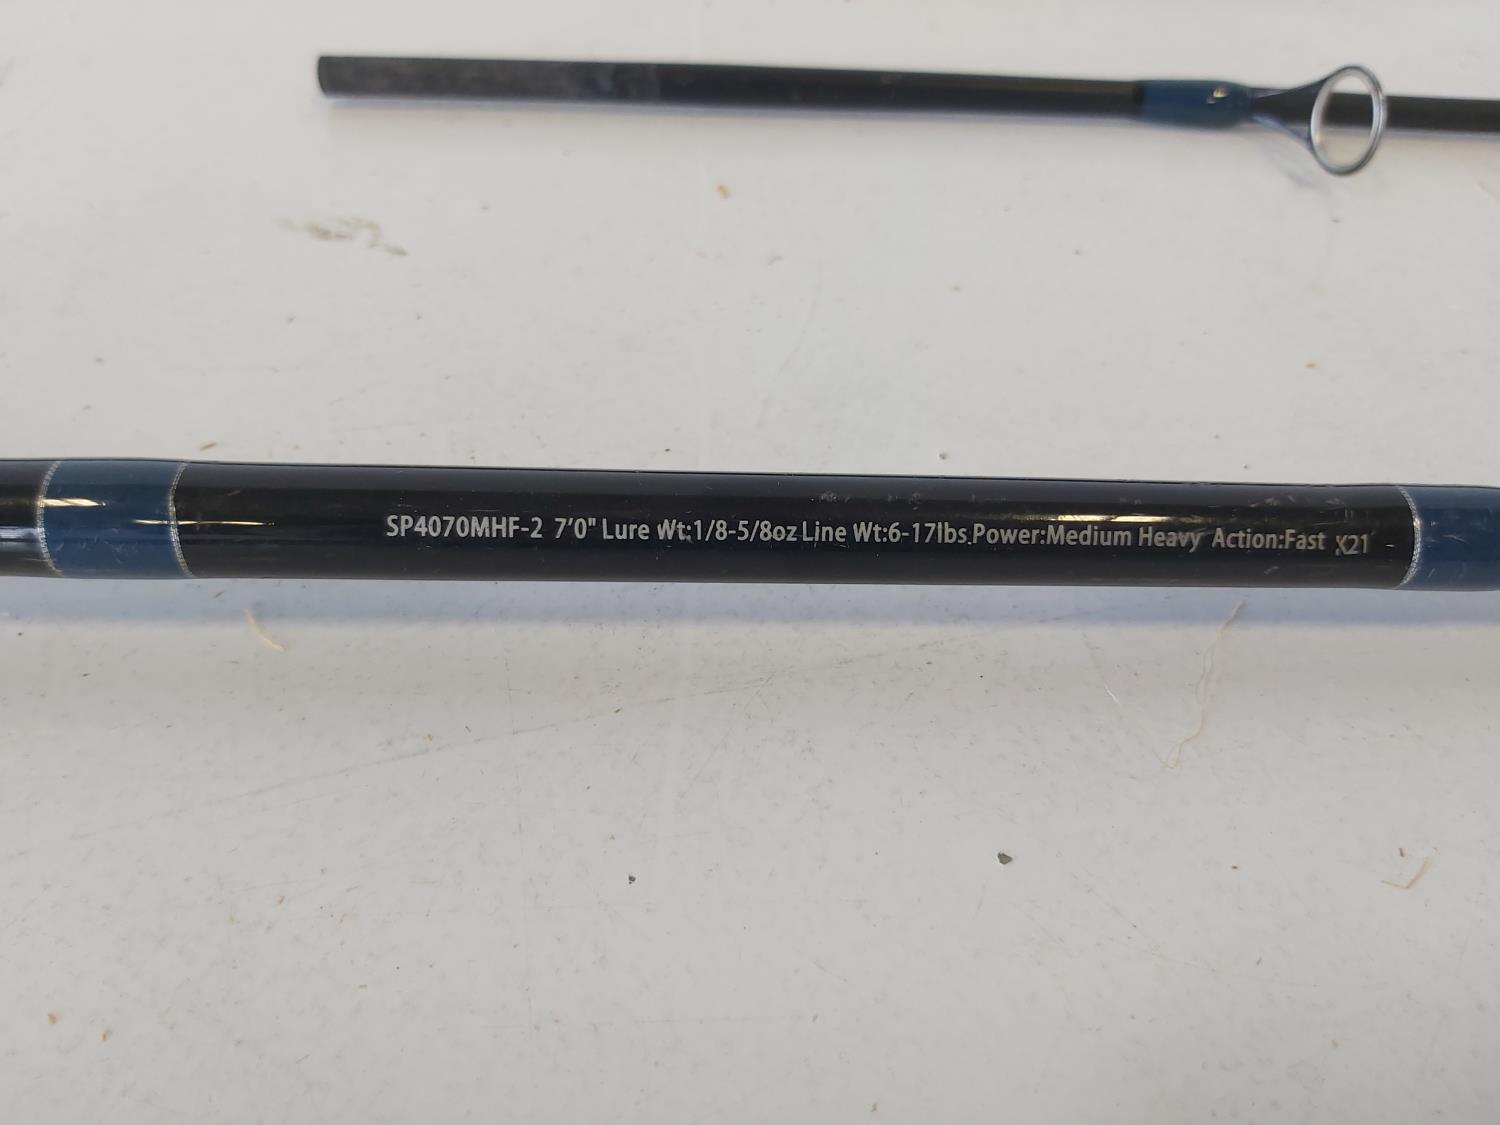 SP4070MHF-2 7'0" Lure Wt:1/8-5/8oz Line Wt:6-17lbs Power:Medium Heavy Action:Fast X21